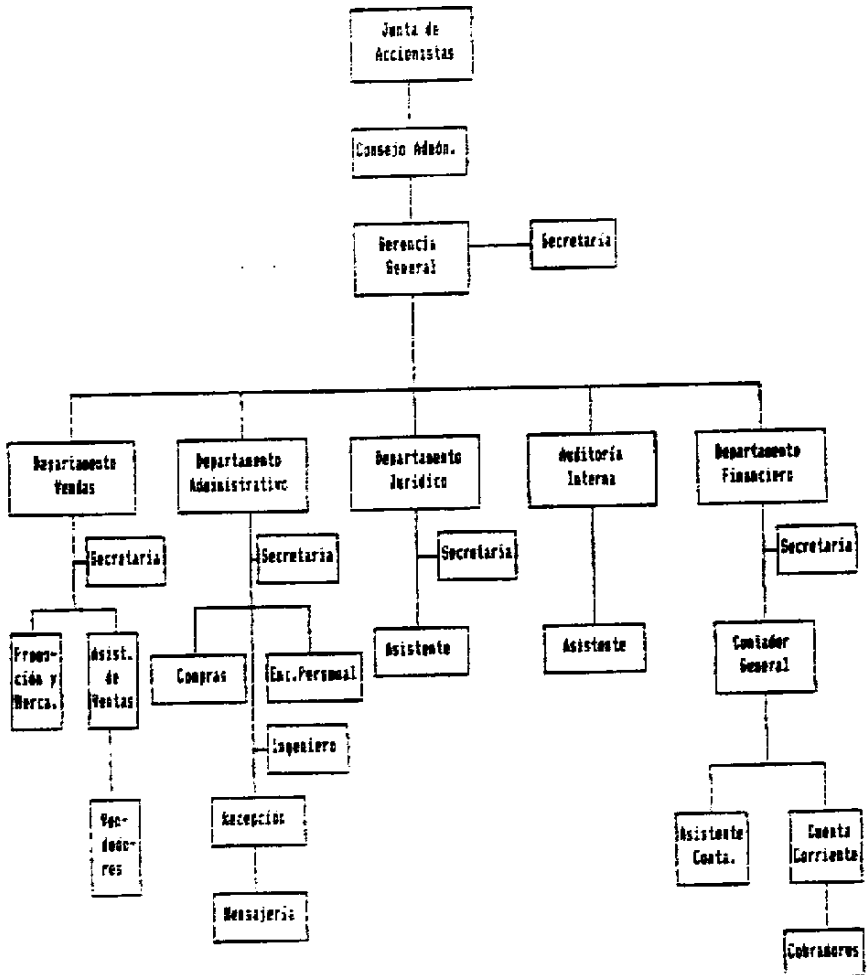 Junta de
Accionistas
Consejo Admón.
Gerencia
General
Secretaria
Departamento
Ventas
Departamento
Administrativo
Departamento
Jurídico
Auditoría
Interna
Departamento
Financiero
Secretaria
Secretaria
Secretaria
Secretaria
Promo-
ción y
Merca.
Asist.
de
Ventas
Compras
Enc.Personal
Asistente
Asistente
Contador
General
Ingeniero
Ven-
dedo-
res
Recepción
Asistente
Conta.
Cuenta
Corriente
Mensajería
Cobradores